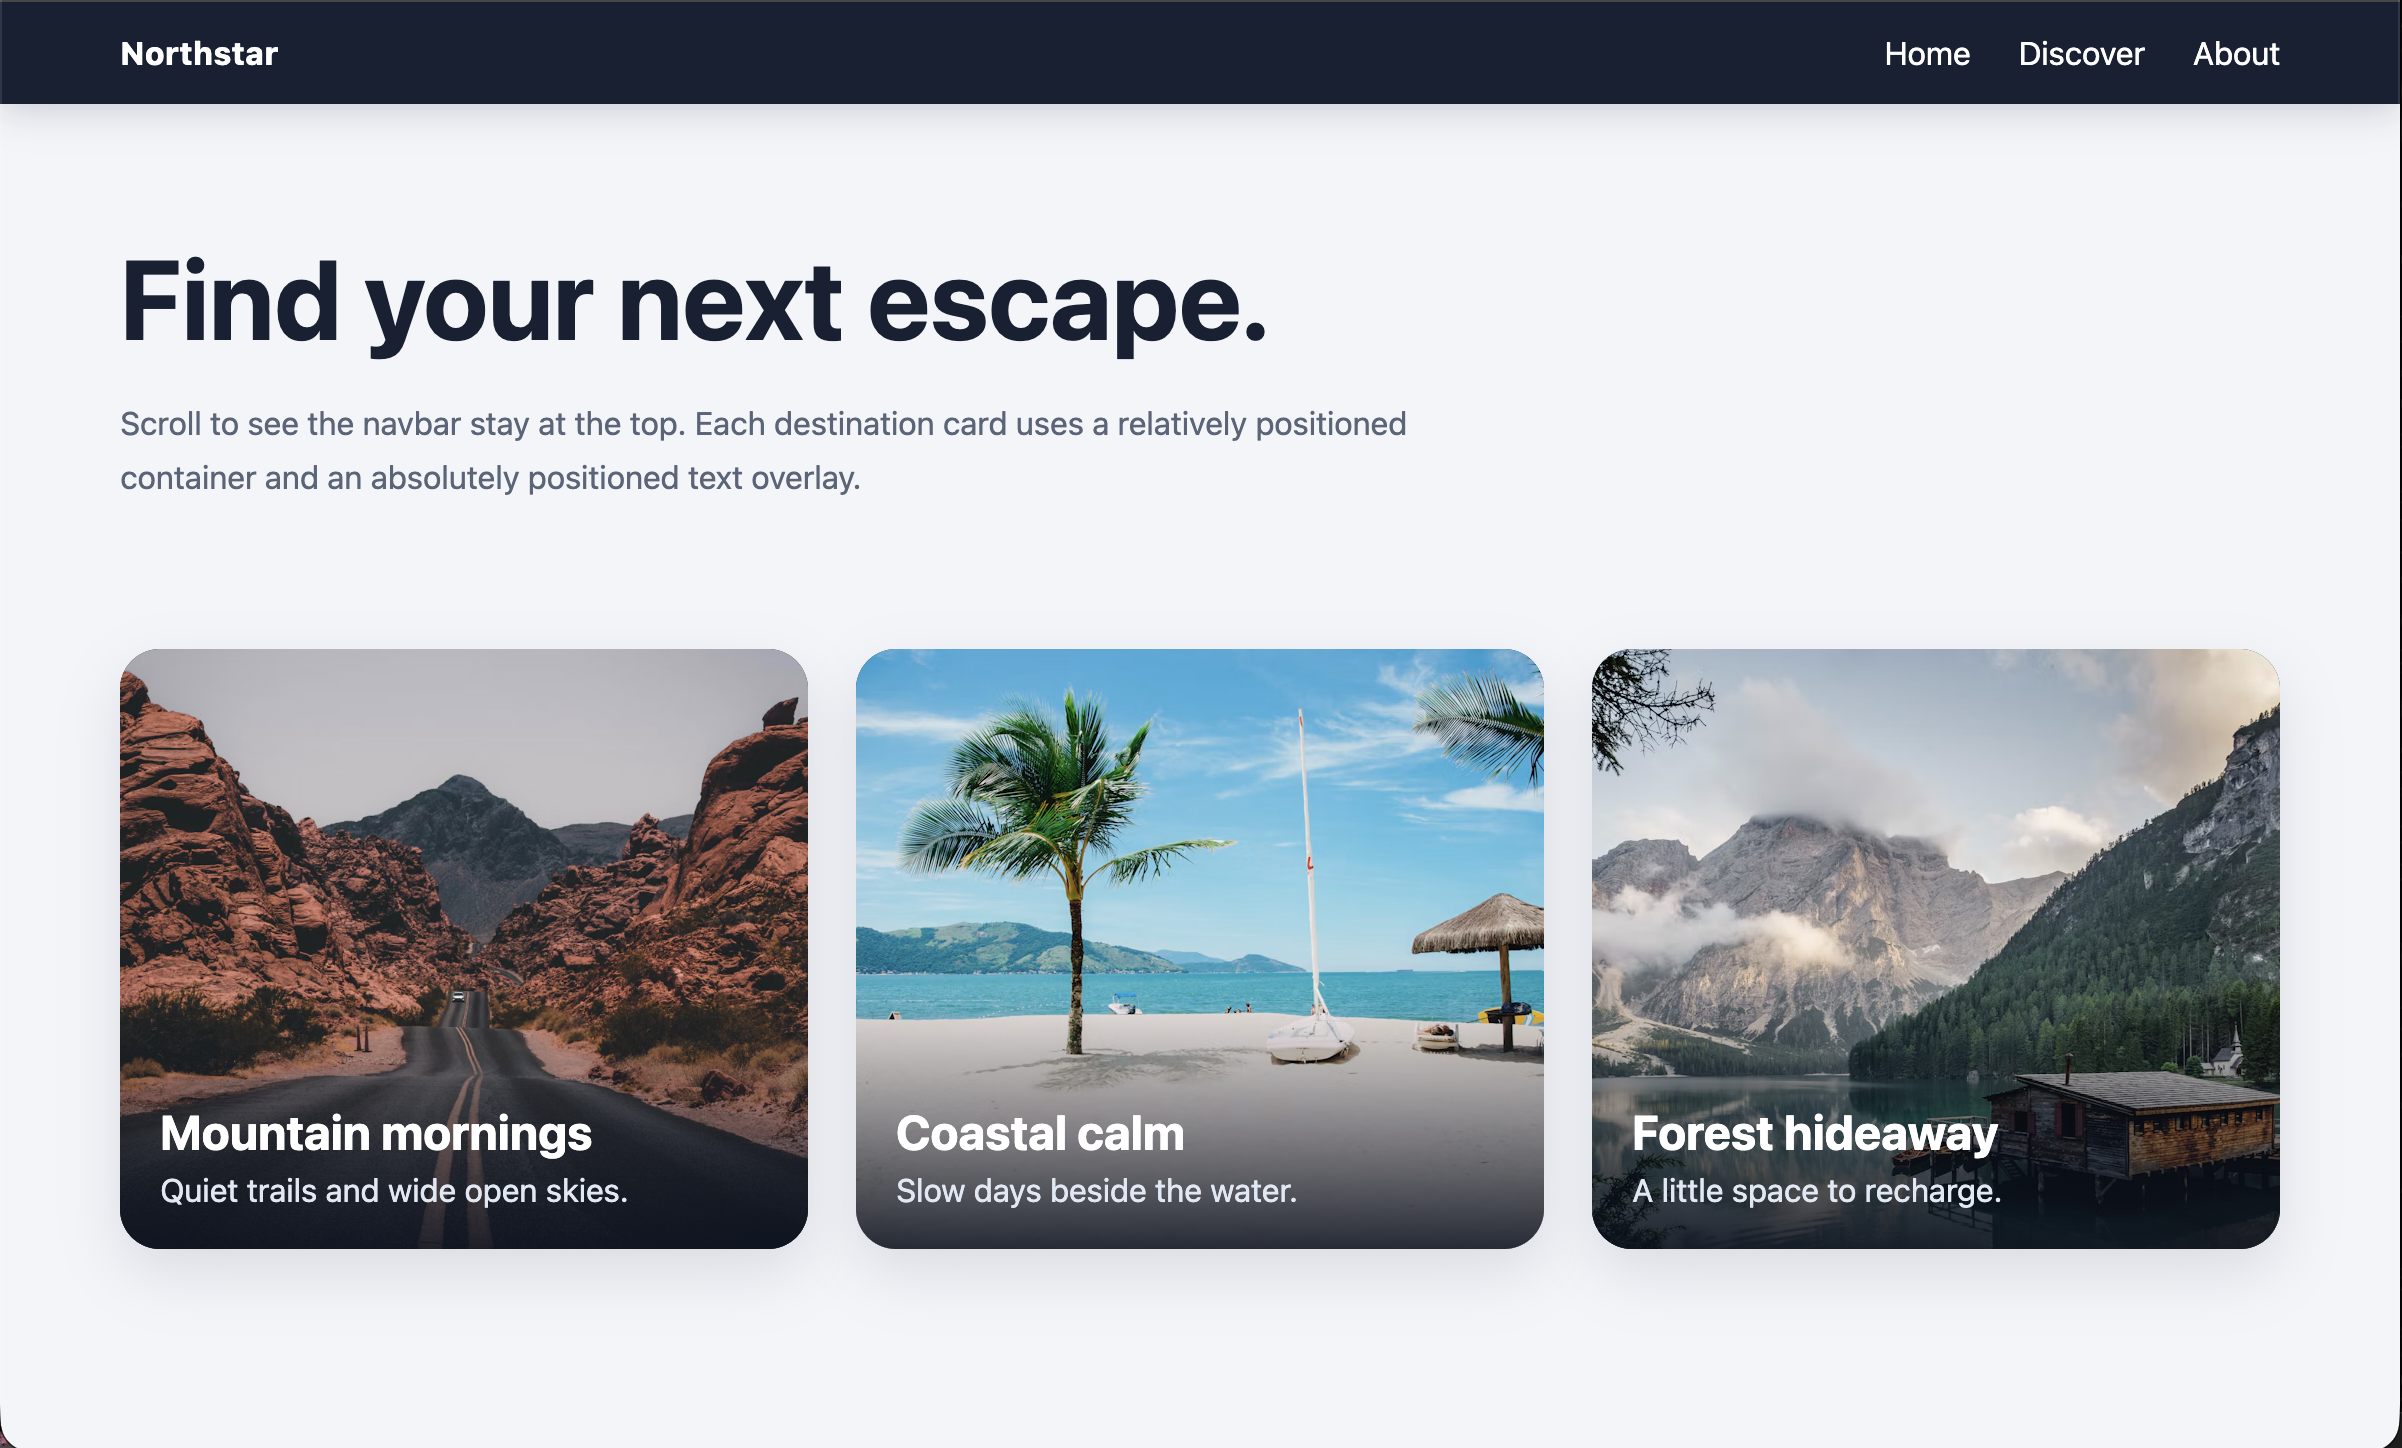 Northstar
Home Discover About
Find your next escape.
Scroll to see the navbar stay at the top. Each destination card uses a relatively positioned
container and an absolutely positioned text overlay.
Mountain mornings
Quiet trails and wide open skies.
Coastal calm
Slow days beside the water.
Forest hideaway
A little space to recharge.